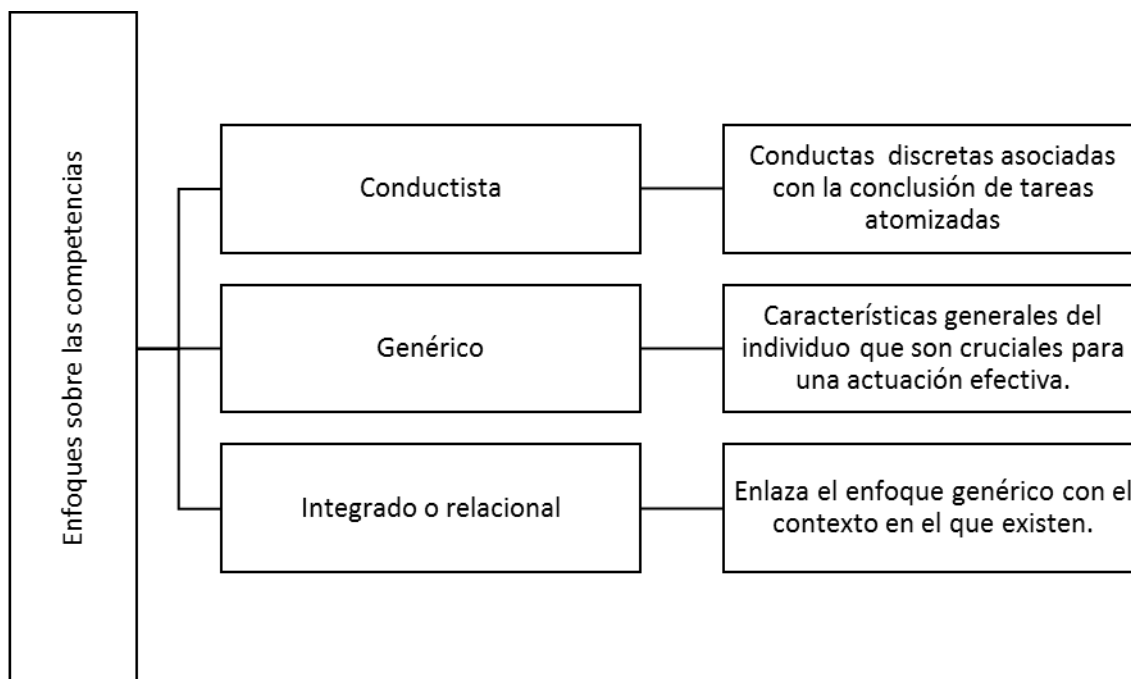 Enfoques sobre las competencias
Conductista
Conductas discretas asociadas
con la conclusión de tareas
atomizadas
Genérico
Características generales del
individuo que son cruciales para
una actuación efectiva.
Integrado o relacional
Enlaza el enfoque genérico con el
contexto en el que existen.